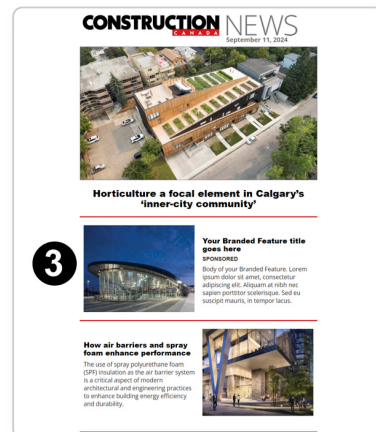 CONSTRUCTION NEWS
CANADA
September 11, 2024
Horticulture a focal element in Calgary's
'inner-city community'
3
Your Branded Feature title
goes here
SPONSORED
Body of your Branded Feature. Lorem
ipsum dolor sit amet, consectetur
adipiscing elit. Aliquam at nibh nec
sapien porttitor scelerisque. Sed eu
suscipit mauris, in tempor lacus.
How air barriers and spray
foam enhance performance
The use of spray polyurethane foam
(SPF) insulation as the air barrier system
is a critical aspect of modern
architectural and engineering practices
to enhance building energy efficiency
and durability.